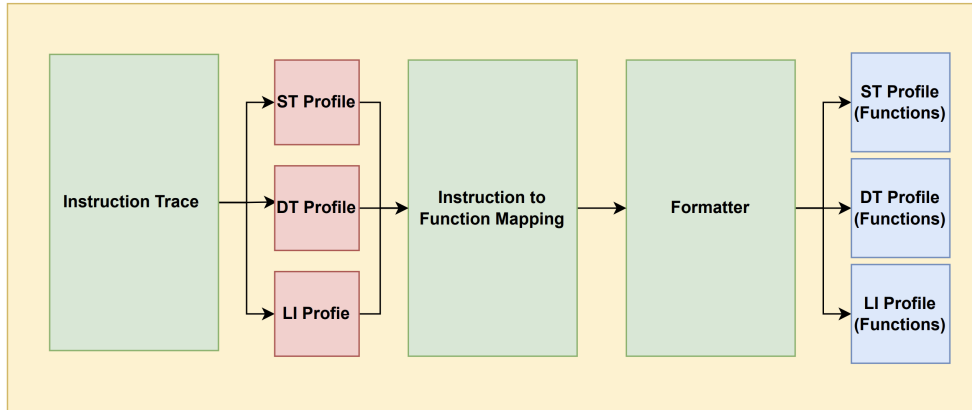 Instruction Trace
ST Profile
DT Profile
LI Profie
Instruction to
Function Mapping
Formatter
ST Profile
(Functions)
DT Profile
(Functions)
LI Profile
(Functions)